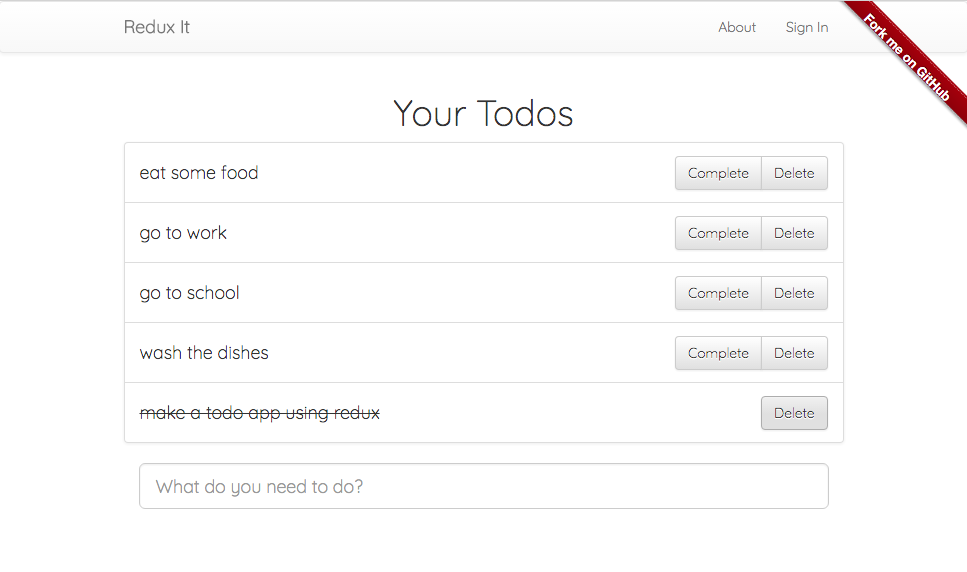 Redux It
About
Sign In
Fork me on GitHub
Your Todos
eat some food
Complete
Delete
go to work
Complete
Delete
go to school
Complete
Delete
wash the dishes
Complete
Delete
make a todo app using redux
Delete
What do you need to do?